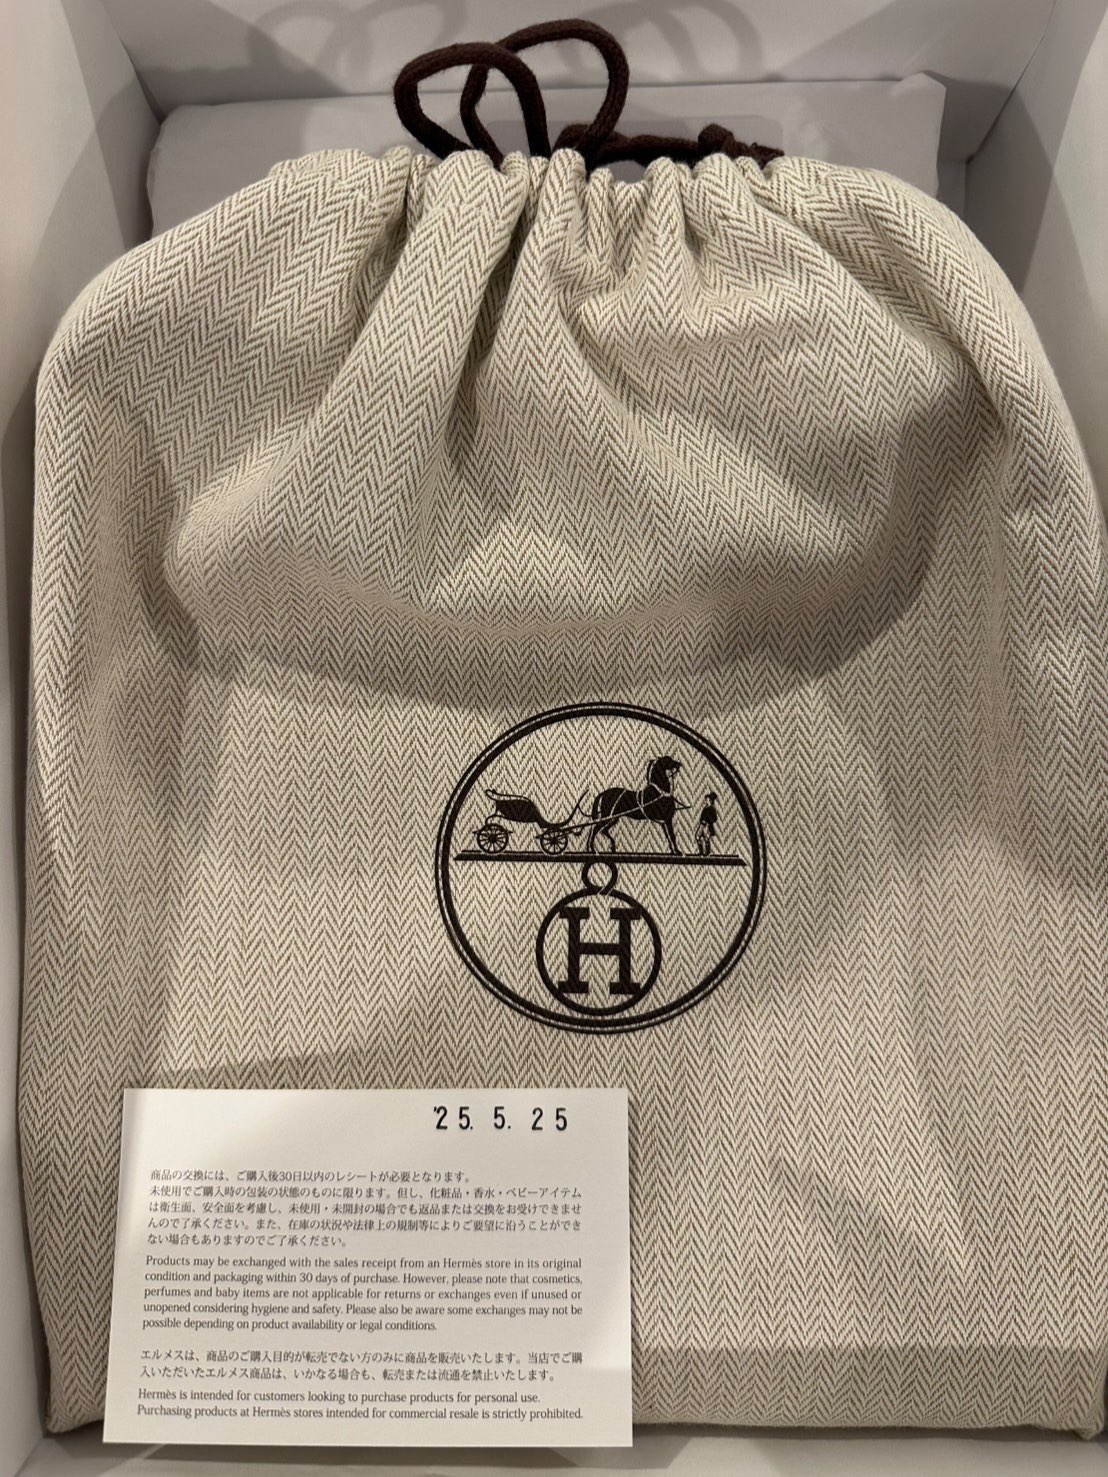 H
'25. 5. 25
商品の交換には、ご購入後30日以内のレシートが必要となります。
未使用でご購入時の包装の状態のものに限ります。但し、化粧品・香水・ベビーアイテム
は衛生面、安全面を考慮し、未使用・未開封の場合でも返品または交換をお受けできませ
んので了承ください。また、在庫の状況や法律上の規制等によりご要望に沿うことができ
ない場合もありますのでご了承ください。
Products may be exchanged with the sales receipt from an Hermès store in its original
condition and packaging within 30 days of purchase. However, please note that cosmetics,
perfumes and baby items are not applicable for returns or exchanges even if unused or
unopened considering hygiene and safety. Please also be aware some exchanges may not be
possible depending on product availability or legal conditions.
エルメスは、商品のご購入目的が転売でない方のみに商品を販売いたします。当店でご購
入いただいたエルメス商品は、いかなる場合も、転売または流通を禁止いたします。
Hermès is intended for customers looking to purchase products for personal use.
Purchasing products at Hermès stores intended for commercial resale is strictly prohibited.